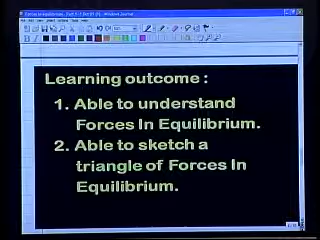 Learning outcome :
1. Able to understand
Forces In Equilibrium.
2. Able to sketch a
triangle of Forces In
Equilibrium.